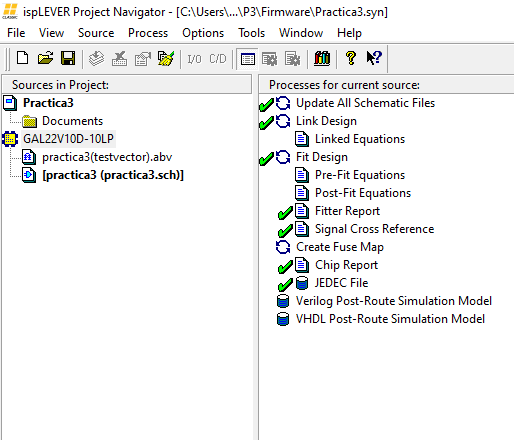 ispLEVER Project Navigator - [C:\Users\...\P3\Firmware\Practica3.syn]
CLASSIC
File View Source Process Options Tools Window Help
I/O C/D
Sources in Project:
Practica3
Documents
GAL22V10D-10LP
practica3(testvector).abv
[practica3 (practica3.sch)]
Processes for current source:
Update All Schematic Files
Link Design
Linked Equations
Fit Design
Pre-Fit Equations
Post-Fit Equations
Fitter Report
Signal Cross Reference
Create Fuse Map
Chip Report
JEDEC File
Verilog Post-Route Simulation Model
VHDL Post-Route Simulation Model